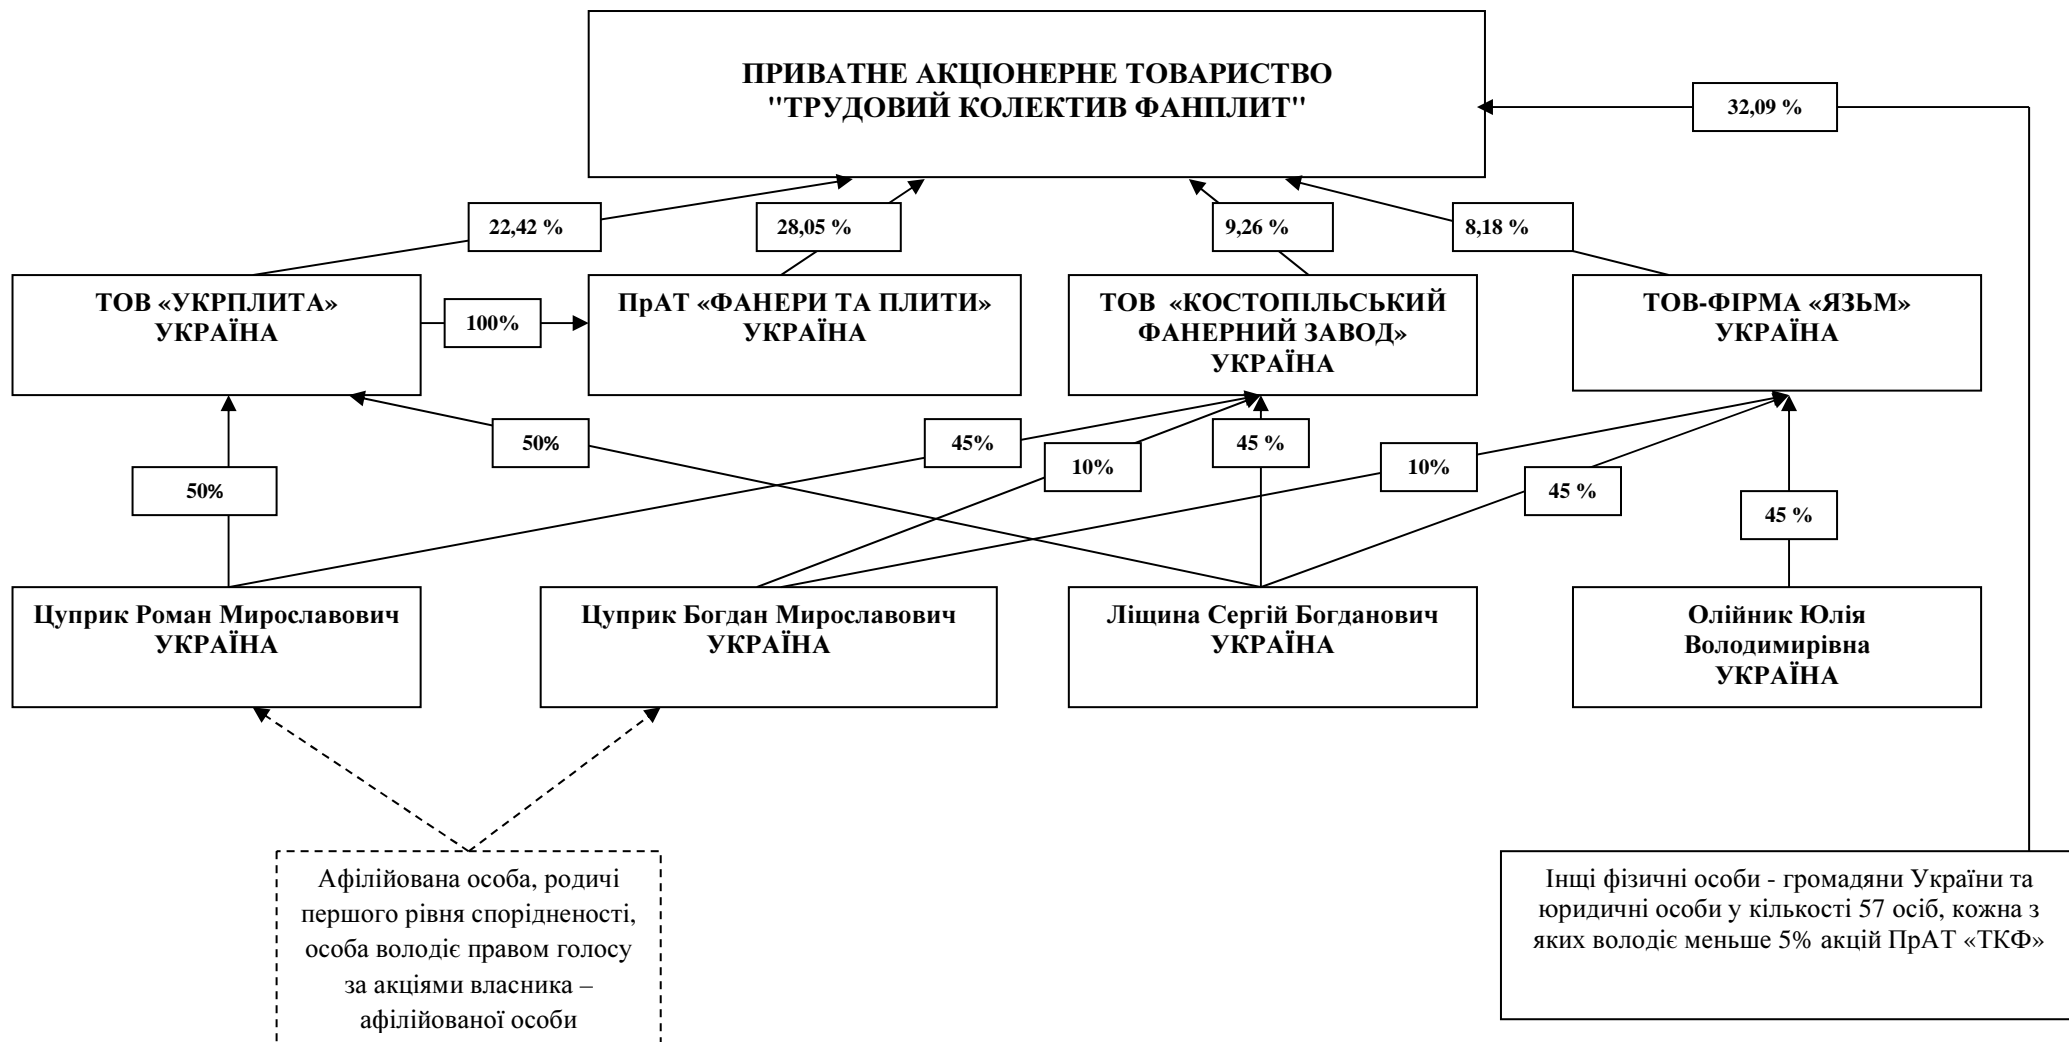 ПРИВАТНЕ АКЦІОНЕРНЕ ТОВАРИСТВО
"ТРУДОВИЙ КОЛЕКТИВ ФАНПЛИТ"
32,09 %
22,42 %
28,05 %
9,26 %
8,18 %
ТОВ «УКРПЛИТА»
УКРАЇНА
100%
ПрАТ «ФАНЕРИ ТА ПЛИТИ»
УКРАЇНА
ТОВ «КОСТОПІЛЬСЬКИЙ
ФАНЕРНИЙ ЗАВОД»
УКРАЇНА
ТОВ-ФІРМА «ЯЗЬМ»
УКРАЇНА
50%
50%
45%
10%
45 %
10%
45 %
45 %
Цуприк Роман Мирославович
УКРАЇНА
Цуприк Богдан Мирославович
УКРАЇНА
Ліщина Сергій Богданович
УКРАЇНА
Олійник Юлія
Володимирівна
УКРАЇНА
Афілійована особа, родичі
першого рівня спорідненості,
особа володіє правом голосу
за акціями власника –
афілійованої особи
Інщі фізичні особи - громадяни України та
юридичні особи у кількості 57 осіб, кожна з
яких володіє меньше 5% акцій ПрАТ «ТКФ»